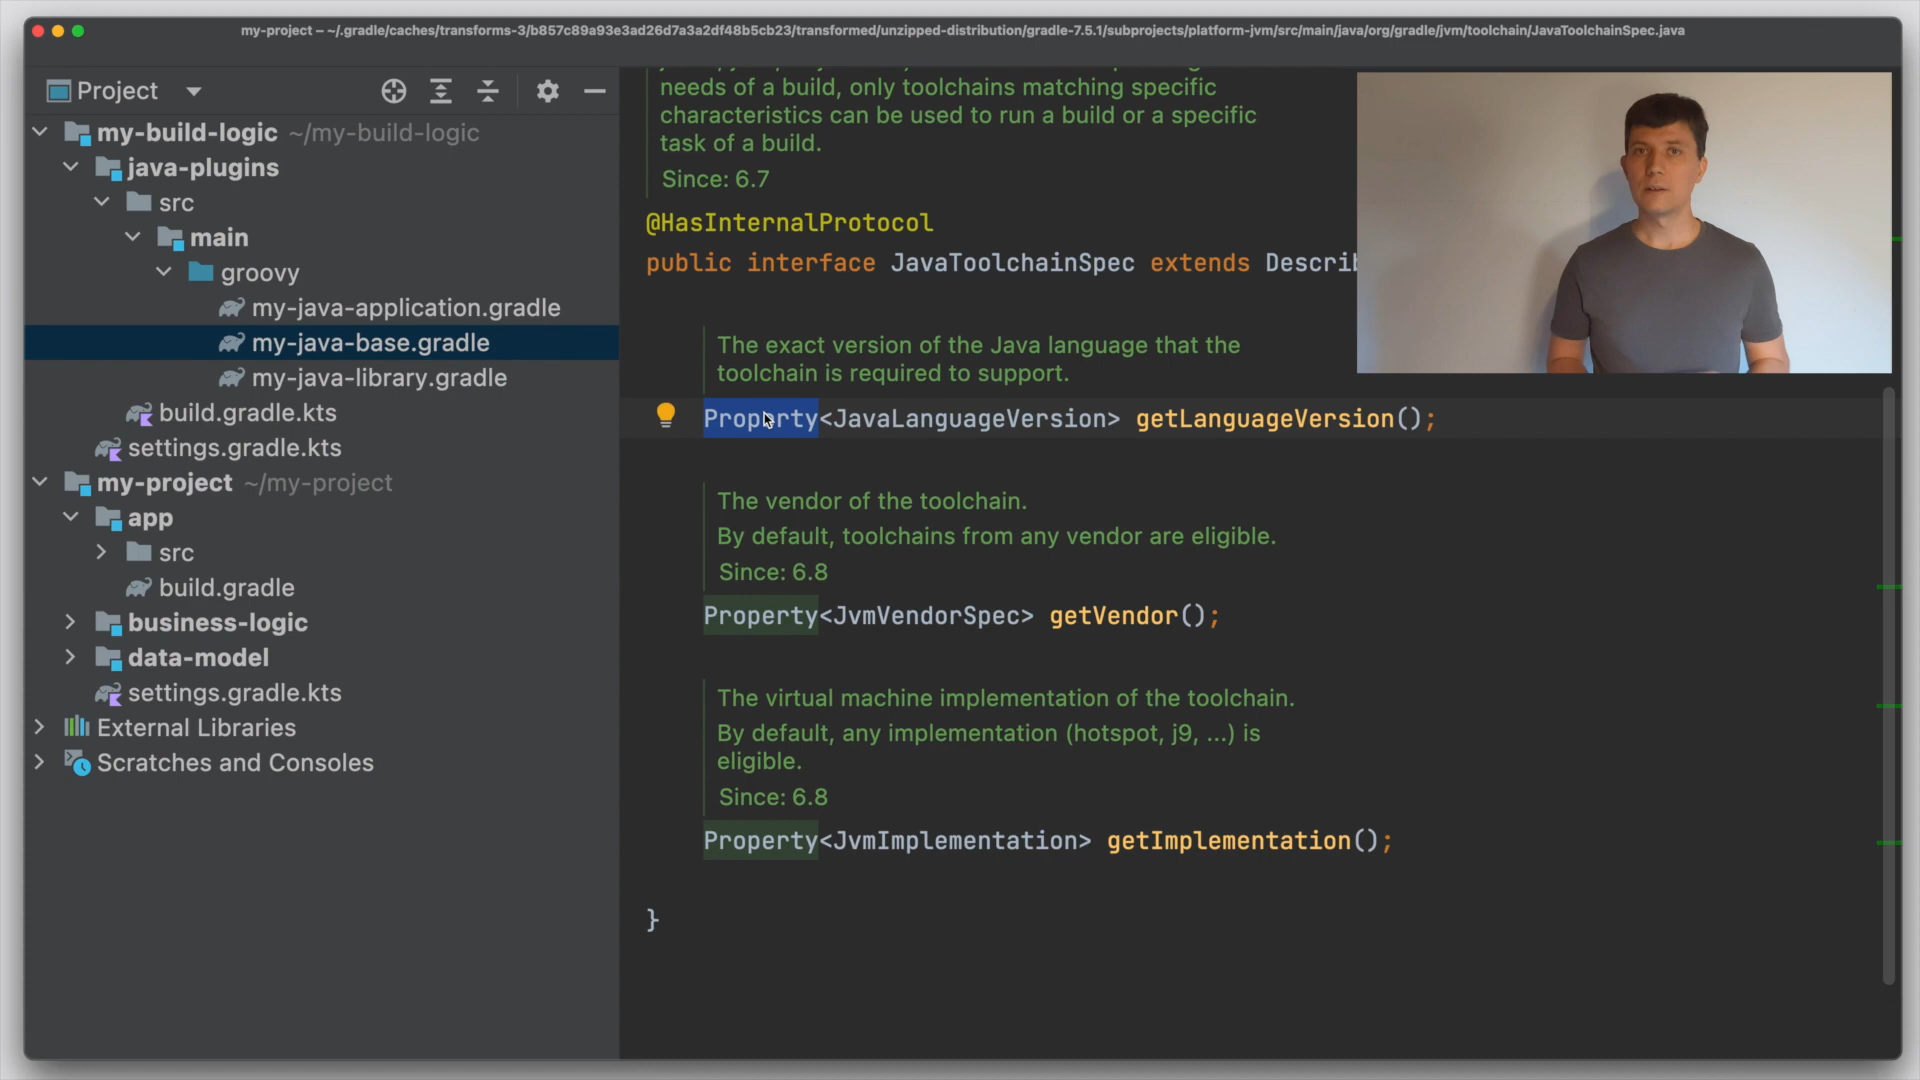 my-project – ~/.gradle/caches/transforms-3/b857c89a93e3ad26d7a3a2df48b5cb23/transformed/unzipped-distribution/gradle-7.5.1/subprojects/platform-jvm/src/main/java/org/gradle/jvm/toolchain/JavaToolchainSpec.java
Project
my-build-logic ~/my-build-logic
java-plugins
src
main
groovy
my-java-application.gradle
my-java-base.gradle
my-java-library.gradle
build.gradle.kts
settings.gradle.kts
my-project ~/my-project
app
src
build.gradle
business-logic
data-model
settings.gradle.kts
External Libraries
Scratches and Consoles
needs of a build, only toolchains matching specific
characteristics can be used to run a build or a specific
task of a build.
Since: 6.7
@HasInternalProtocol
public interface JavaToolchainSpec extends Describ
The exact version of the Java language that the
toolchain is required to support.
Property<JavaLanguageVersion> getLanguageVersion();
The vendor of the toolchain.
By default, toolchains from any vendor are eligible.
Since: 6.8
Property<JvmVendorSpec> getVendor();
The virtual machine implementation of the toolchain.
By default, any implementation (hotspot, j9, ...) is
eligible.
Since: 6.8
Property<JvmImplementation> getImplementation();
}